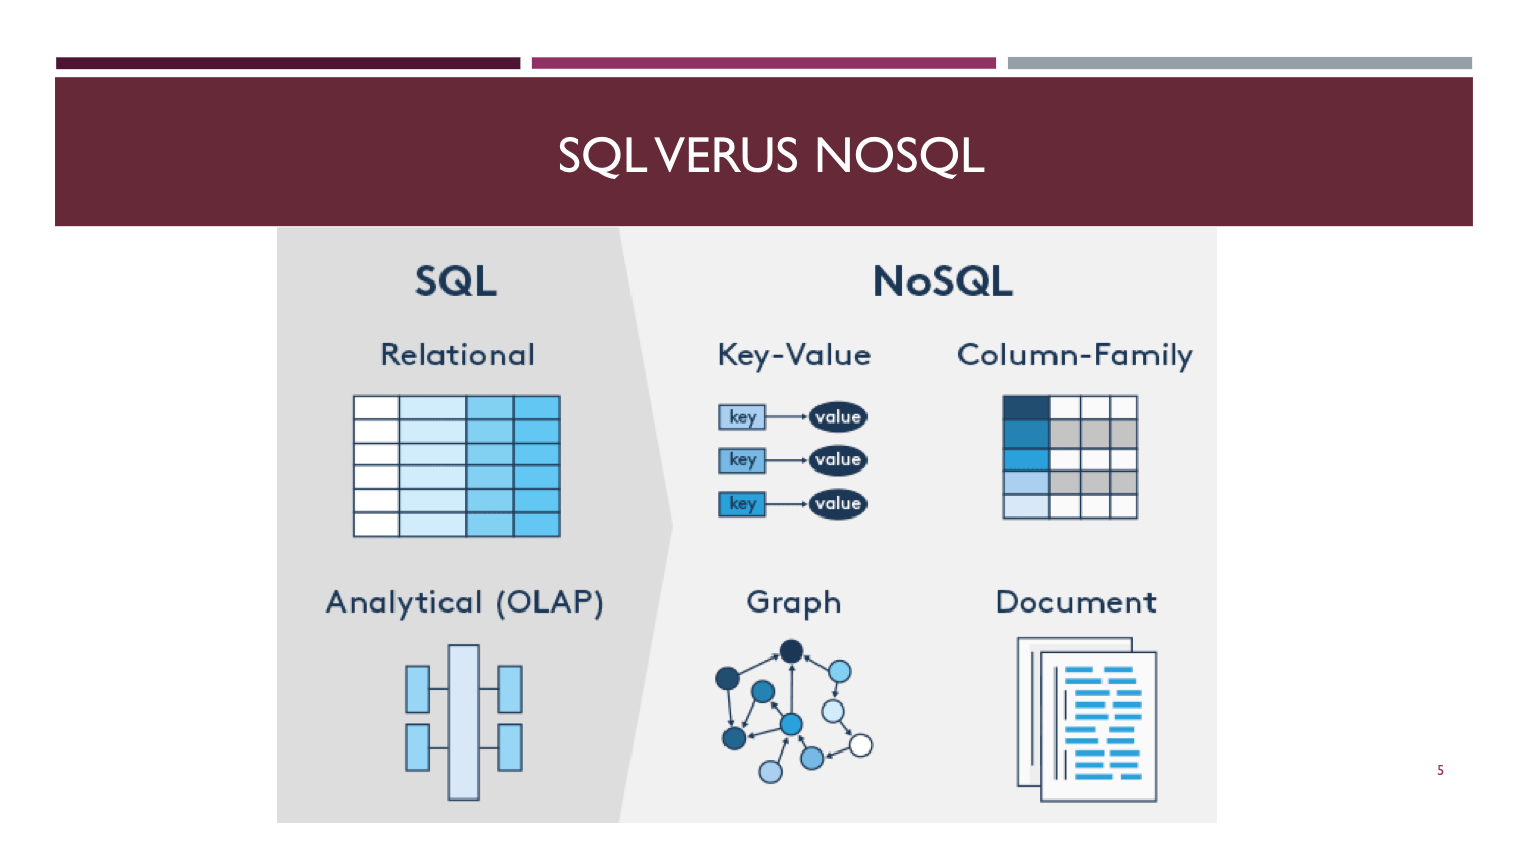 SQL VERUS NOSQL
SQL
NoSQL
Relational
Key-Value
Column-Family
key
value
key
value
key
value
Analytical (OLAP)
Graph
Document
5